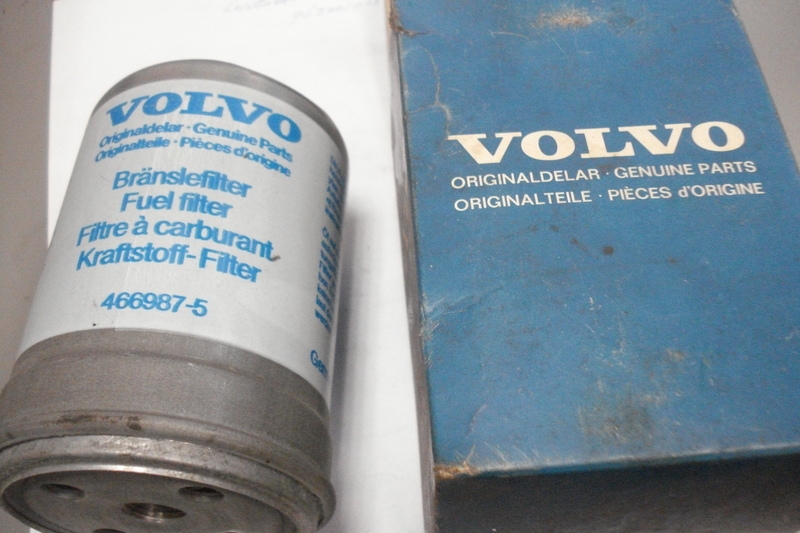 VOLVO
Originaldelar · Genuine Parts
Originalteile · Pièces d'origine
Bränslefilter
Fuel filter
Filtre à carburant
Kraftstoff-Filter
466987-5
VOLVO
ORIGINALDELAR · GENUINE PARTS
ORIGINALTEILE · PIÈCES d'ORIGINE